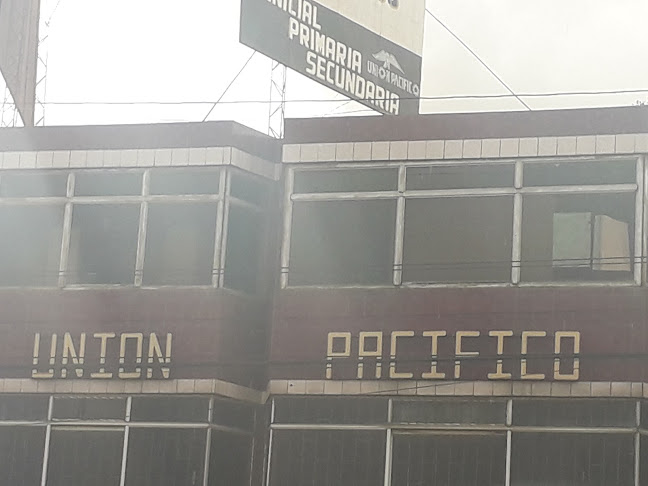 INICIAL
PRIMARIA
SECUNDARIA
UNION PACIFICO
UNION PACIFICO